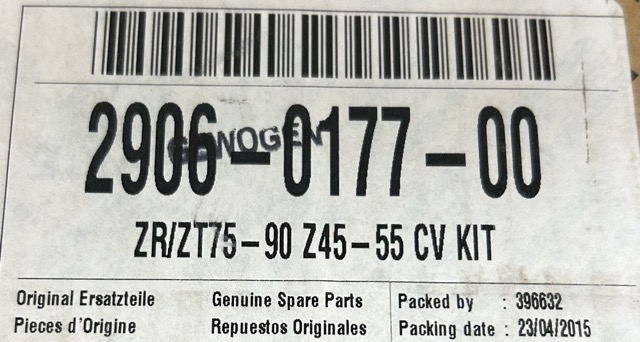 2906-0177-00
ZR/ZT75-90 Z45-55 CV KIT
Original Ersatzteile Genuine Spare Parts Packed by : 396632
Pieces d'Origine Repuestos Originales Packing date : 23/04/2015